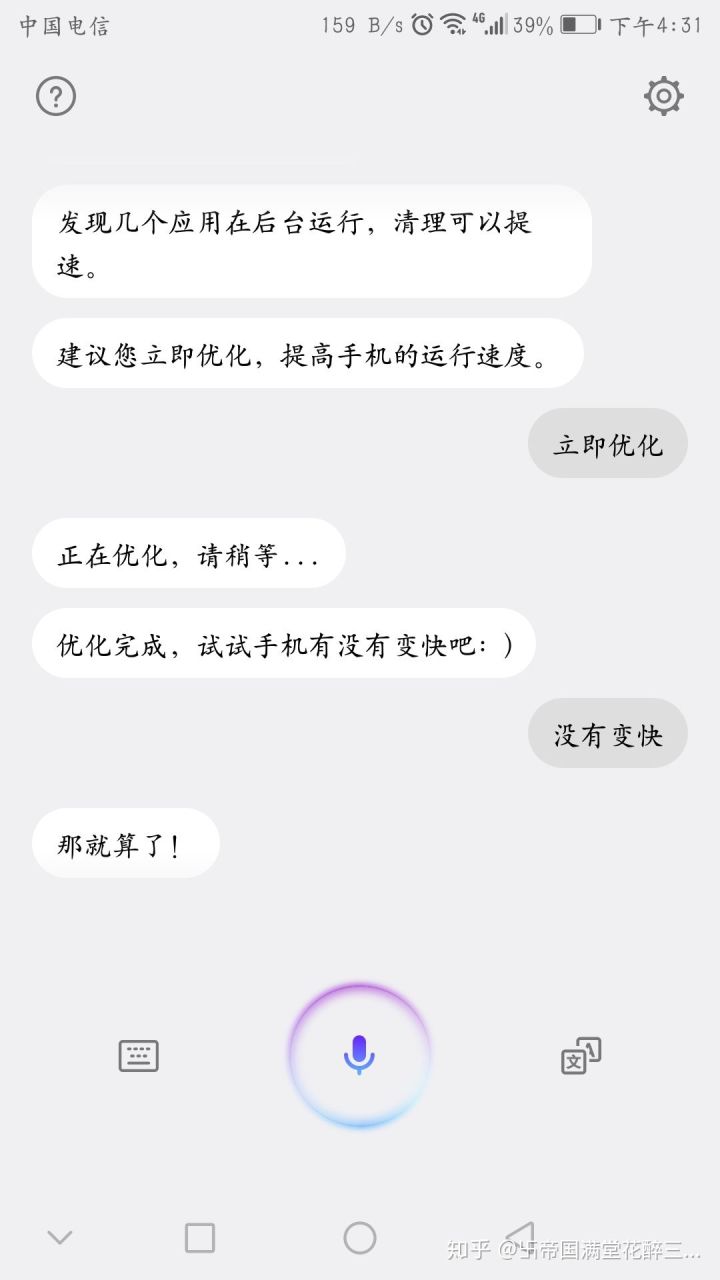 中国电信 159 B/s 4G 39% 下午4:31
发现几个应用在后台运行，清理可以提
速。
建议您立即优化，提高手机的运行速度。
立即优化
正在优化，请稍等...
优化完成，试试手机有没有变快吧：)
没有变快
那就算了！
文 A
知乎 @卐帝国满堂花醉三...